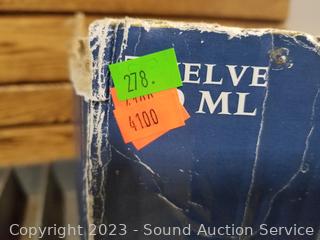 278.
ELVE
ML
4100
Copyright 2023 - Sound Auction Service